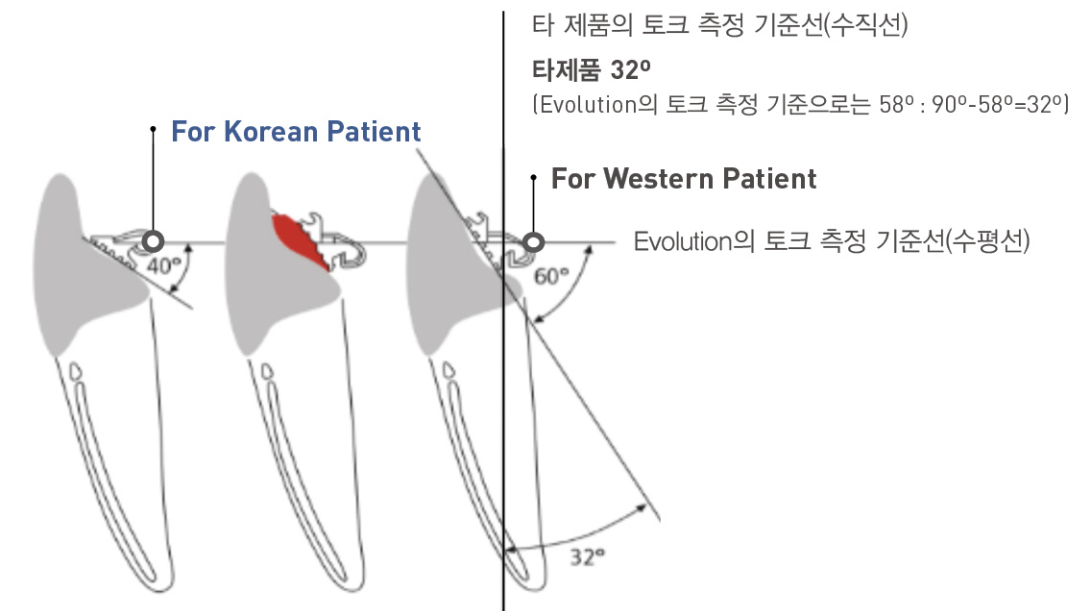 타 제품의 토크 측정 기준선(수직선)
타제품 32º
(Evolution의 토크 측정 기준으로는 58º : 90º-58º=32º)
For Korean Patient
For Western Patient
Evolution의 토크 측정 기준선(수평선)
40º
60º
32º